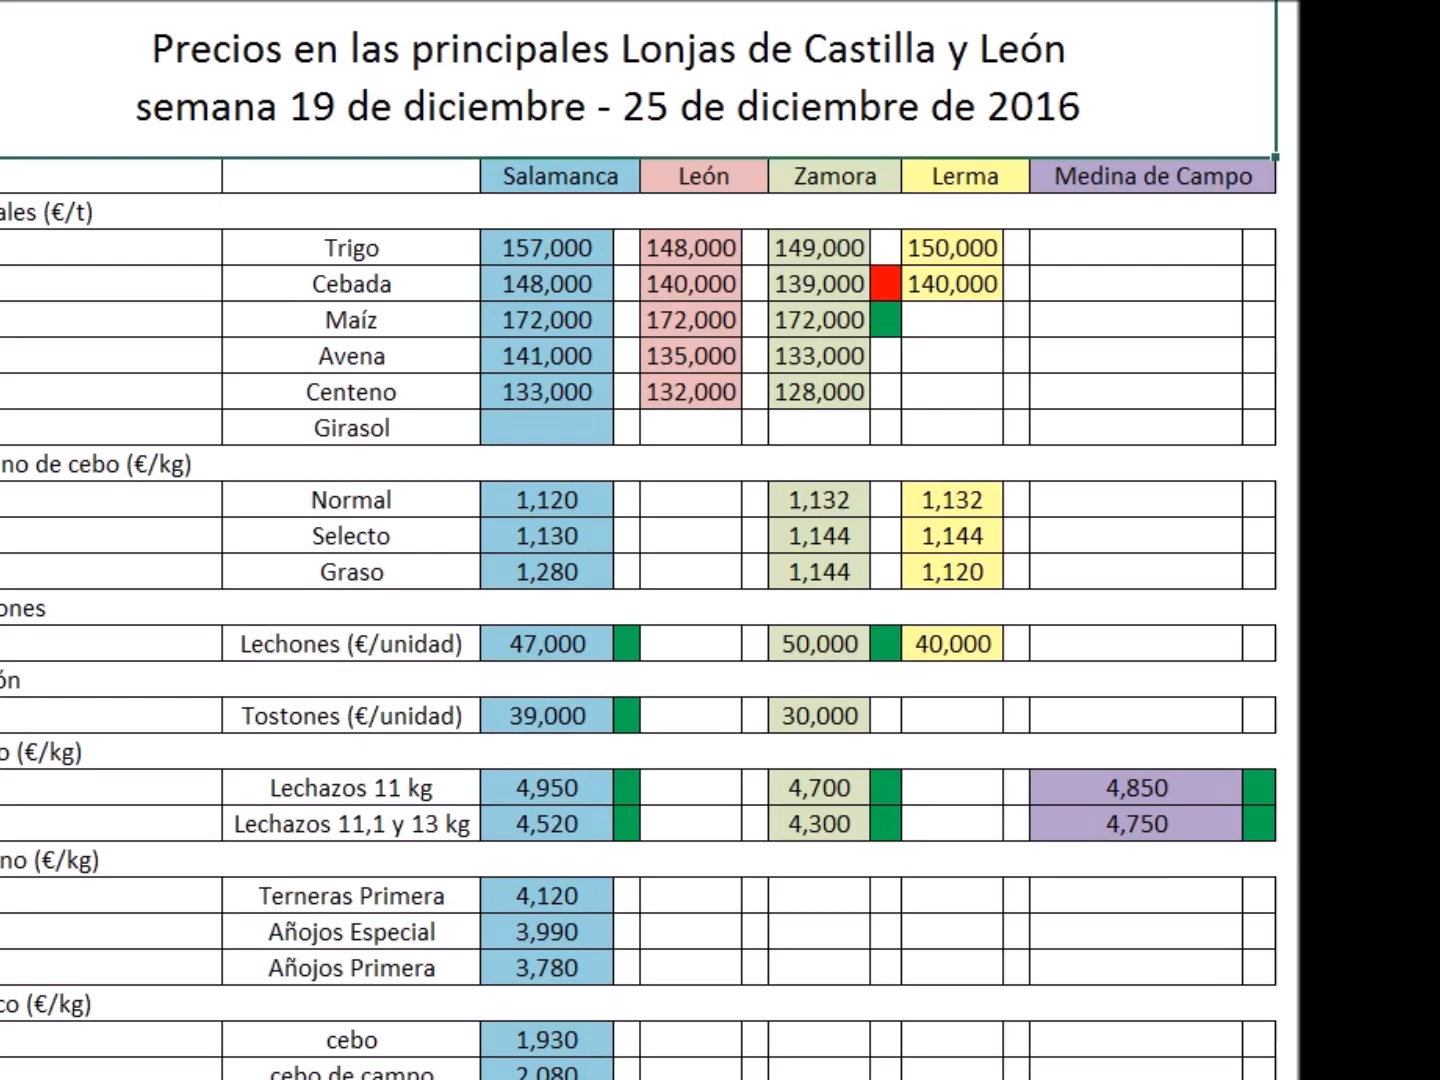 Precios en las principales Lonjas de Castilla y León
semana 19 de diciembre - 25 de diciembre de 2016
Salamanca León Zamora Lerma Medina de Campo
ales (€/t)
Trigo 157,000 148,000 149,000 150,000
Cebada 148,000 140,000 139,000 140,000
Maíz 172,000 172,000 172,000
Avena 141,000 135,000 133,000
Centeno 133,000 132,000 128,000
Girasol
no de cebo (€/kg)
Normal 1,120 1,132 1,132
Selecto 1,130 1,144 1,144
Graso 1,280 1,144 1,120
ones
Lechones (€/unidad) 47,000 50,000 40,000
ón
Tostones (€/unidad) 39,000 30,000
o (€/kg)
Lechazos 11 kg 4,950 4,700 4,850
Lechazos 11,1 y 13 kg 4,520 4,300 4,750
no (€/kg)
Terneras Primera 4,120
Añojos Especial 3,990
Añojos Primera 3,780
co (€/kg)
cebo 1,930
cebo de campo 2,080